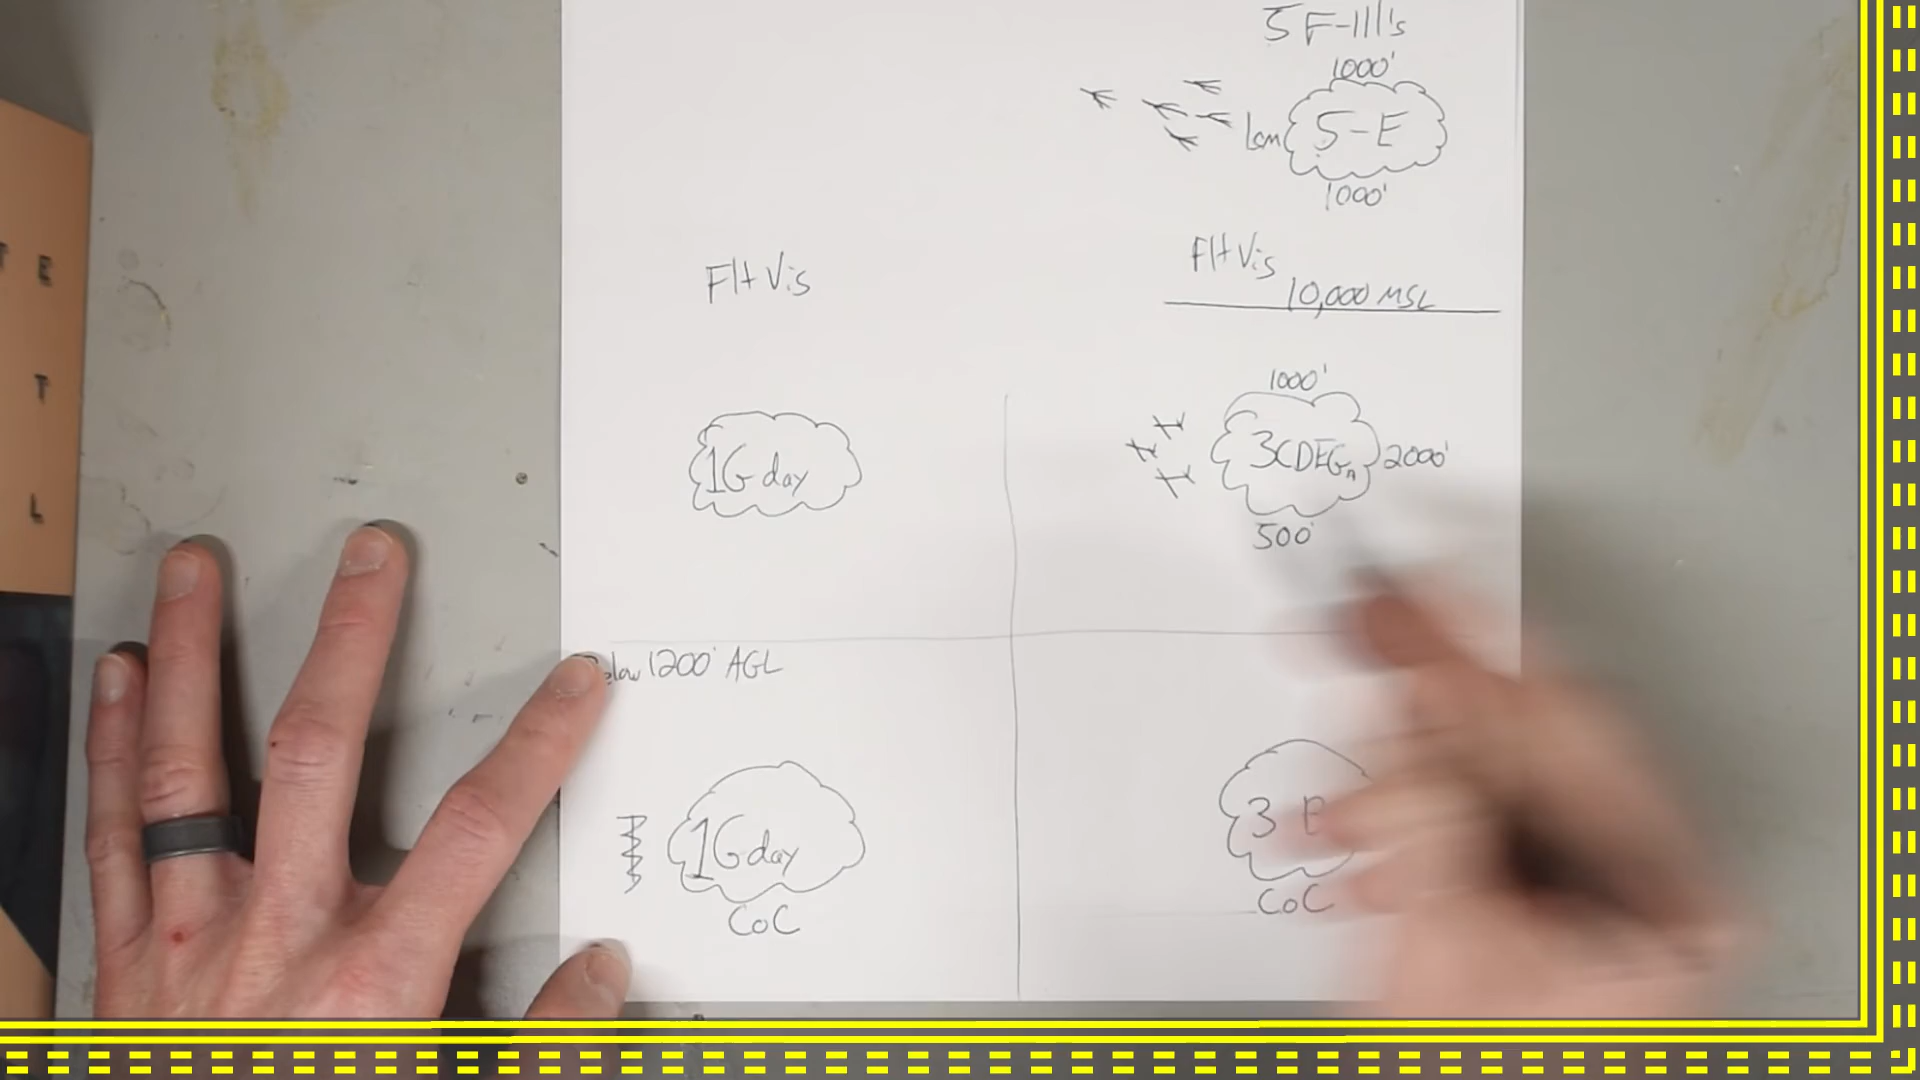 5 F-111's
1000'
1sm 5-E
1000'
Flt Vis
Flt Vis
10,000 MSL
1000'
1G day
3CDEGn 2000'
500'
1200' AGL
1G day
3
CoC
CoC
E
T
L